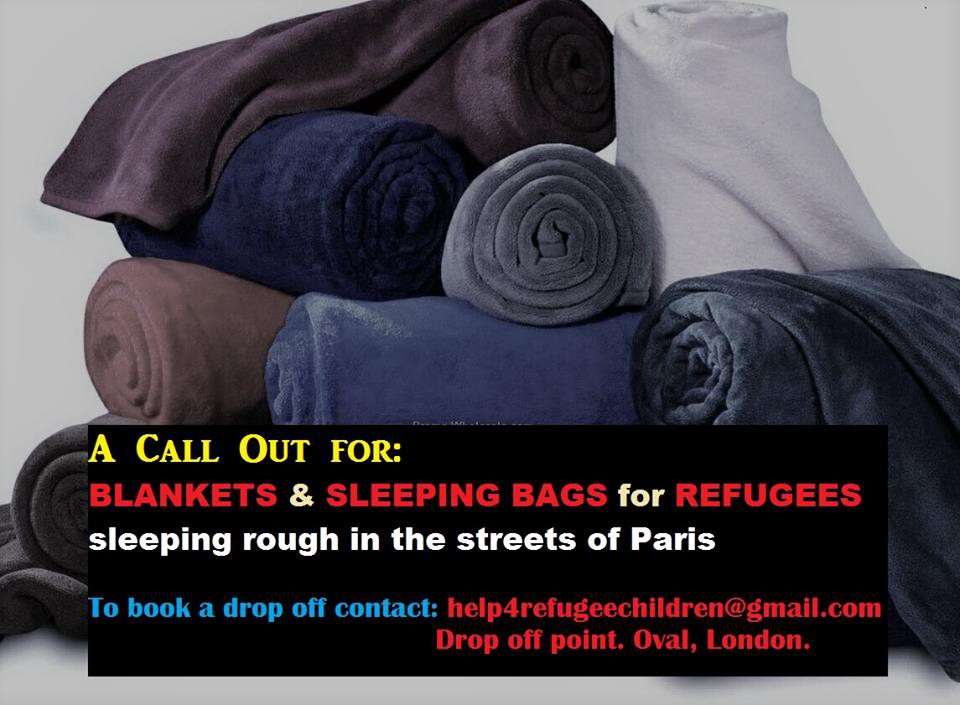 A Call Out for:
BLANKETS & SLEEPING BAGS for REFUGEES
sleeping rough in the streets of Paris
To book a drop off contact: help4refugeechildren@gmail.com
Drop off point. Oval, London.